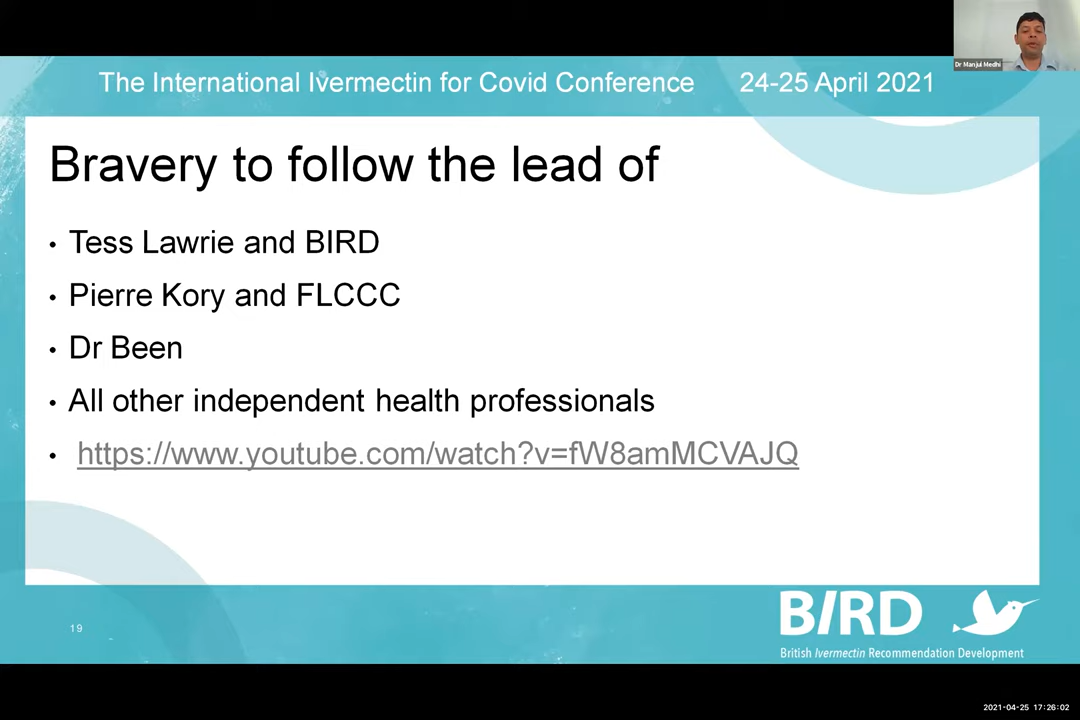 Dr Manjul Medhi
The International Ivermectin for Covid Conference 24-25 April 2021
Bravery to follow the lead of
• Tess Lawrie and BIRD
• Pierre Kory and FLCCC
• Dr Been
• All other independent health professionals
• https://www.youtube.com/watch?v=fW8amMCVAJQ
19
BIRD
British Ivermectin Recommendation Development
2021-04-25 17:26:02